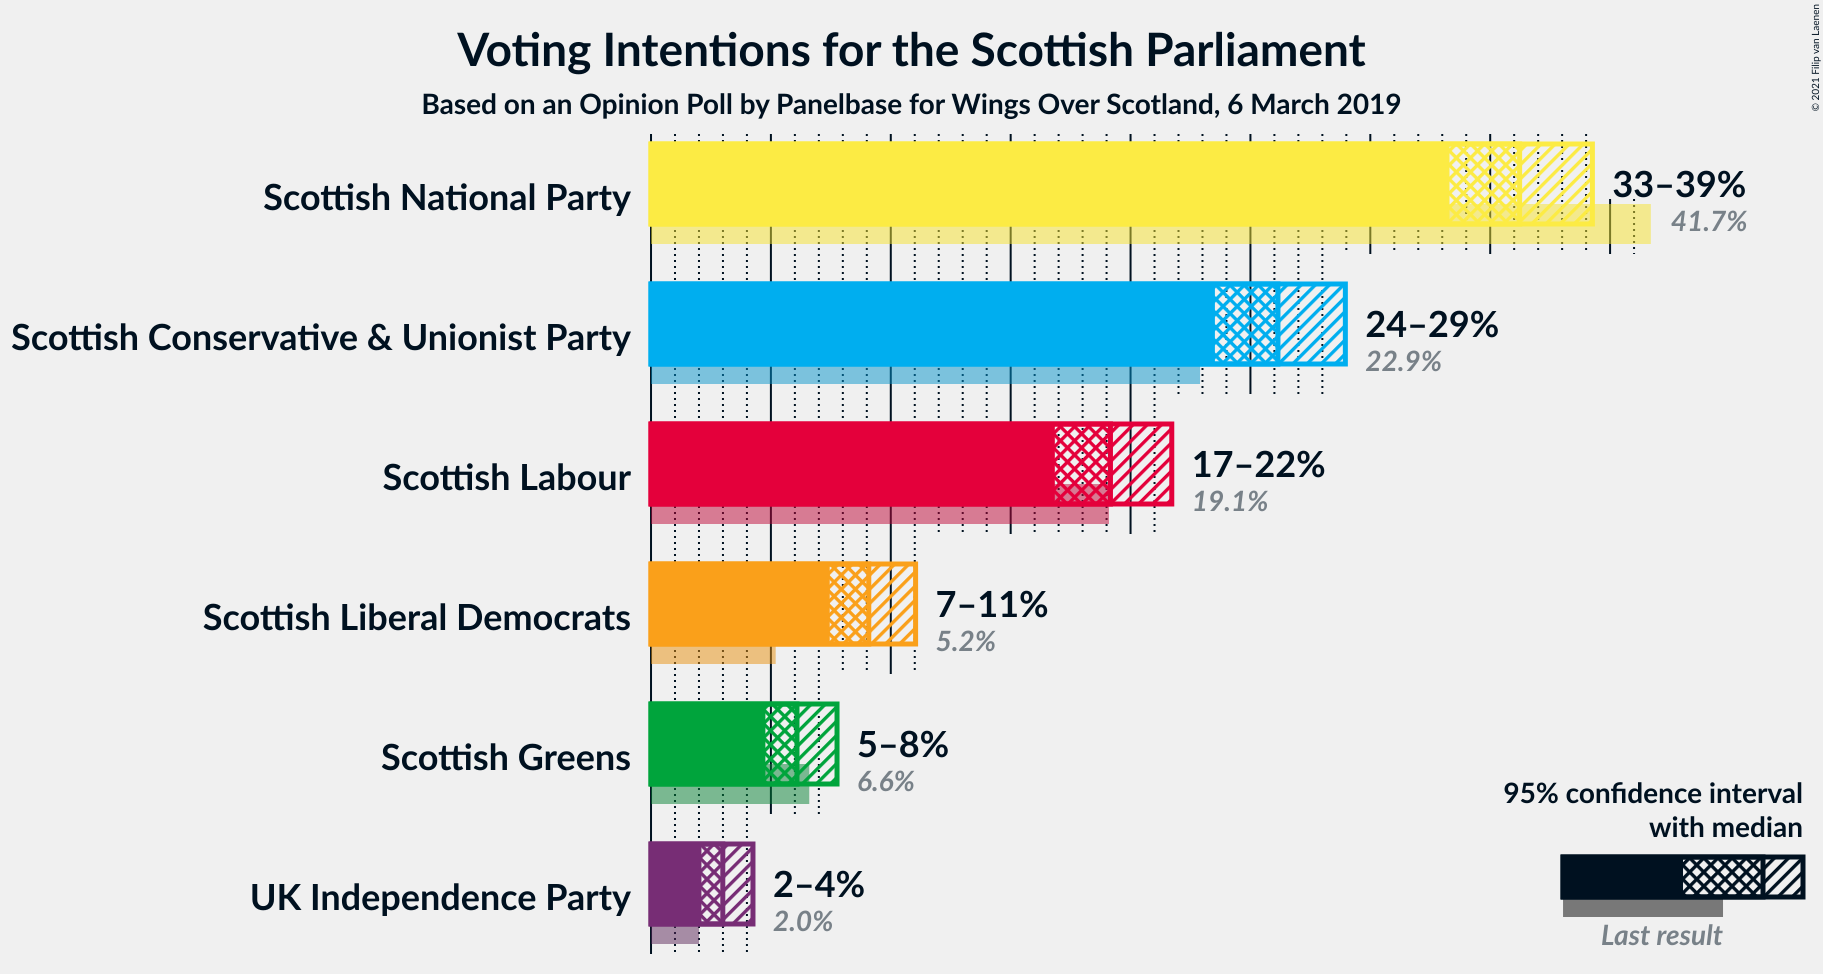 Voting Intentions for the Scottish Parliament
Based on an Opinion Poll by Panelbase for Wings Over Scotland, 6 March 2019
© 2021 Filip van Laenen
Scottish National Party
33–39%
41.7%
Scottish Conservative & Unionist Party
24–29%
22.9%
Scottish Labour
17–22%
19.1%
Scottish Liberal Democrats
7–11%
5.2%
Scottish Greens
5–8%
6.6%
UK Independence Party
2–4%
2.0%
95% confidence interval
with median
Last result